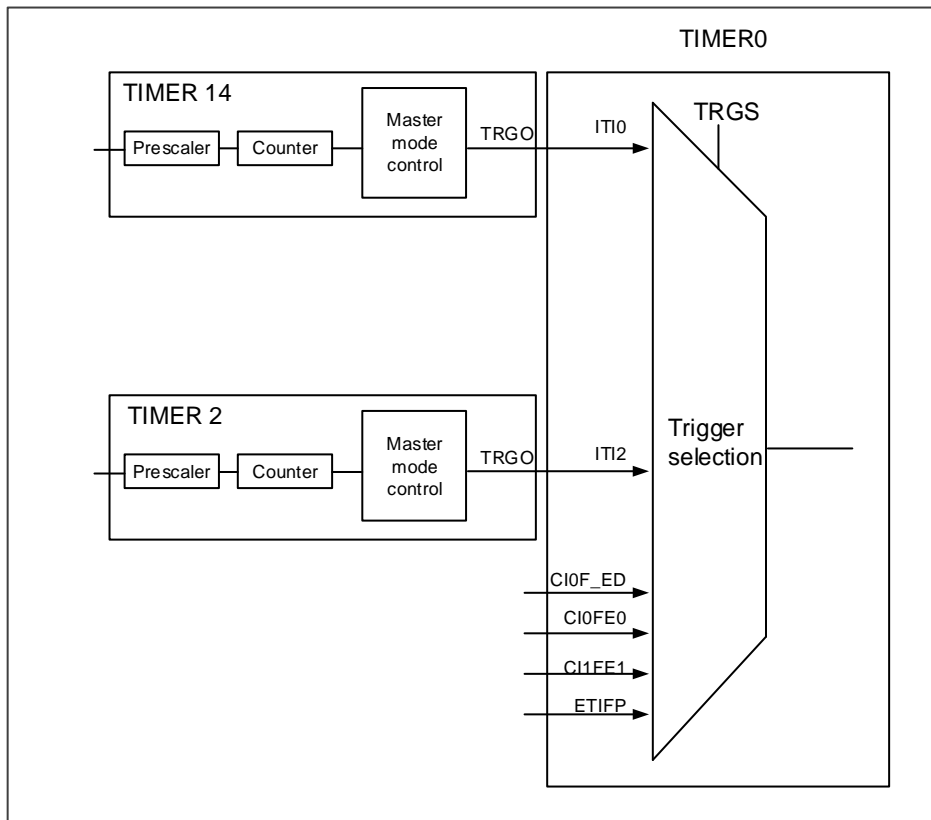 TIMER0
TIMER 14
Prescaler
Counter
Master
mode
control
TRGO
ITI0
TRGS
TIMER 2
Prescaler
Counter
Master
mode
control
TRGO
ITI2
Trigger
selection
CI0F_ED
CI0FE0
CI1FE1
ETIFP